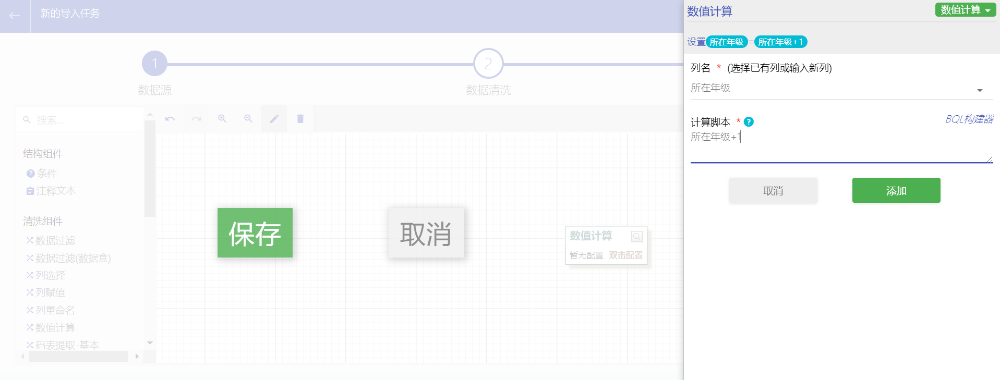 新的导入任务
1
数据源
2
数据清洗
搜索...
结构组件
条件
注释文本
清洗组件
数据过滤
数据过滤(数据盒)
列选择
列赋值
列重命名
数值计算
码表提取-基本
保存
取消
数值计算
暂无配置 双击配置
数值计算
数值计算
设置 所在年级 = 所在年级+1
列名 * (选择已有列或输入新列)
所在年级
计算脚本 * ?
BQL构建器
所在年级+1
取消
添加